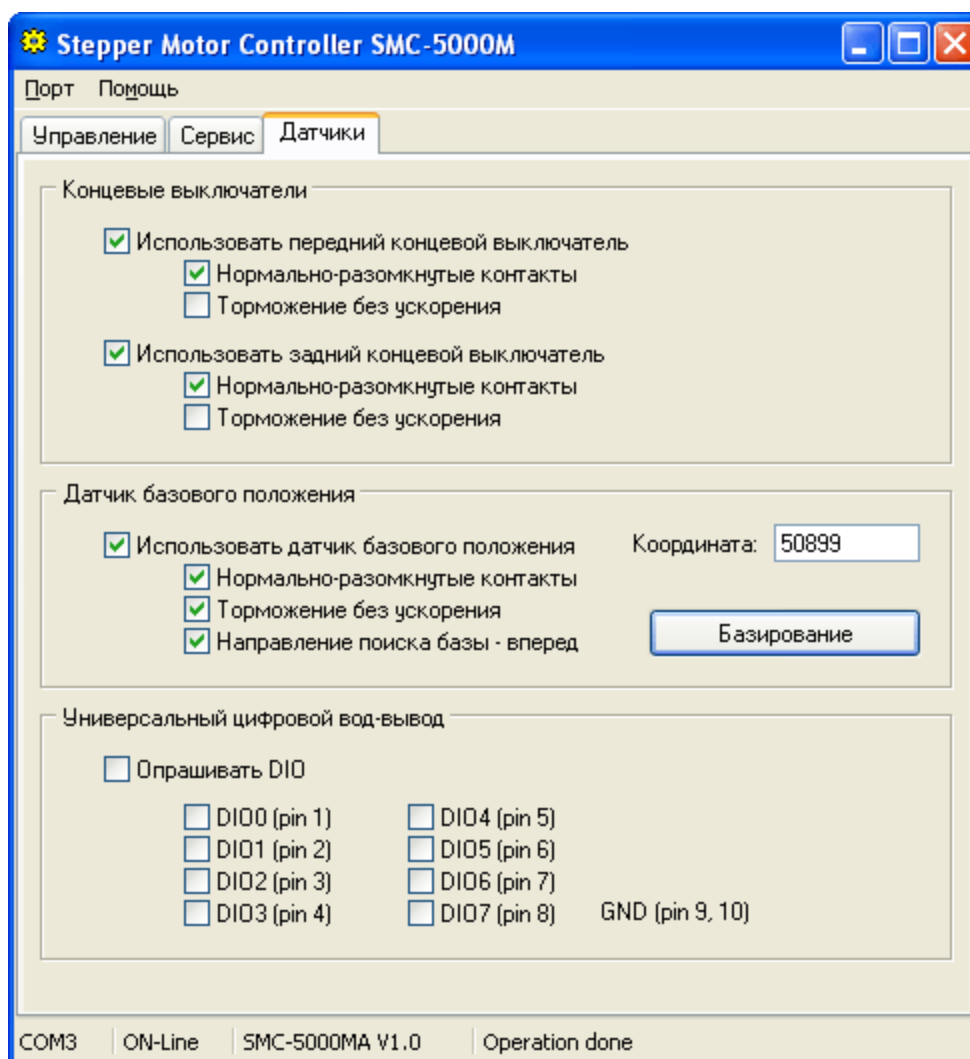 Stepper Motor Controller SMC-5000M
Порт Помощь
Управление Сервис Датчики
Концевые выключатели
Использовать передний концевой выключатель
Нормально-разомкнутые контакты
Торможение без ускорения
Использовать задний концевой выключатель
Нормально-разомкнутые контакты
Торможение без ускорения
Датчик базового положения
Использовать датчик базового положения Координата: 50899
Нормально-разомкнутые контакты
Торможение без ускорения
Направление поиска базы - вперед Базирование
Универсальный цифровой вод-вывод
Опрашивать DIO
DIO0 (pin 1) DIO4 (pin 5)
DIO1 (pin 2) DIO5 (pin 6)
DIO2 (pin 3) DIO6 (pin 7)
DIO3 (pin 4) DIO7 (pin 8) GND (pin 9, 10)
COM3 ON-Line SMC-5000MA V1.0 Operation done